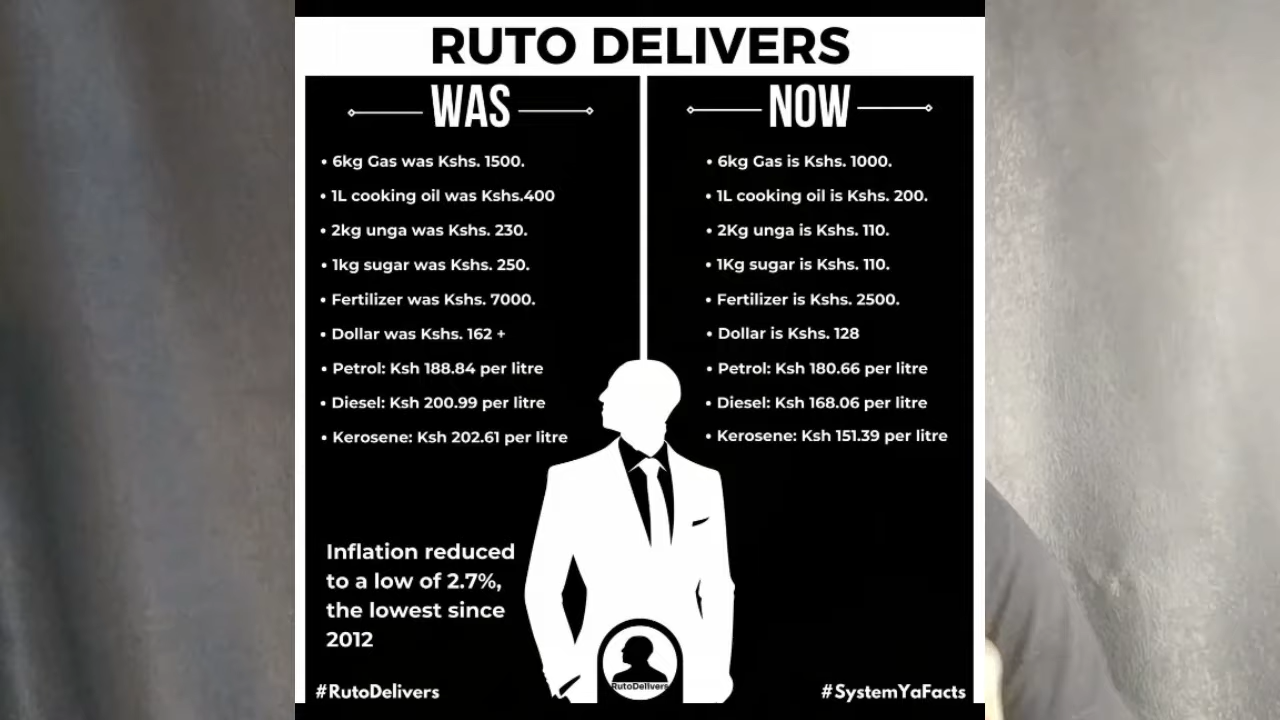 RUTO DELIVERS
WAS
• 6kg Gas was Kshs. 1500.
• 1L cooking oil was Kshs.400
• 2kg unga was Kshs. 230.
• 1kg sugar was Kshs. 250.
• Fertilizer was Kshs. 7000.
• Dollar was Kshs. 162 +
• Petrol: Ksh 188.84 per litre
• Diesel: Ksh 200.99 per litre
• Kerosene: Ksh 202.61 per litre
NOW
• 6kg Gas is Kshs. 1000.
• 1L cooking oil is Kshs. 200.
• 2Kg unga is Kshs. 110.
• 1Kg sugar is Kshs. 110.
• Fertilizer is Kshs. 2500.
• Dollar is Kshs. 128
• Petrol: Ksh 180.66 per litre
• Diesel: Ksh 168.06 per litre
• Kerosene: Ksh 151.39 per litre
Inflation reduced
to a low of 2.7%,
the lowest since
2012
RutoDelivers
#RutoDelivers
#SystemYaFacts